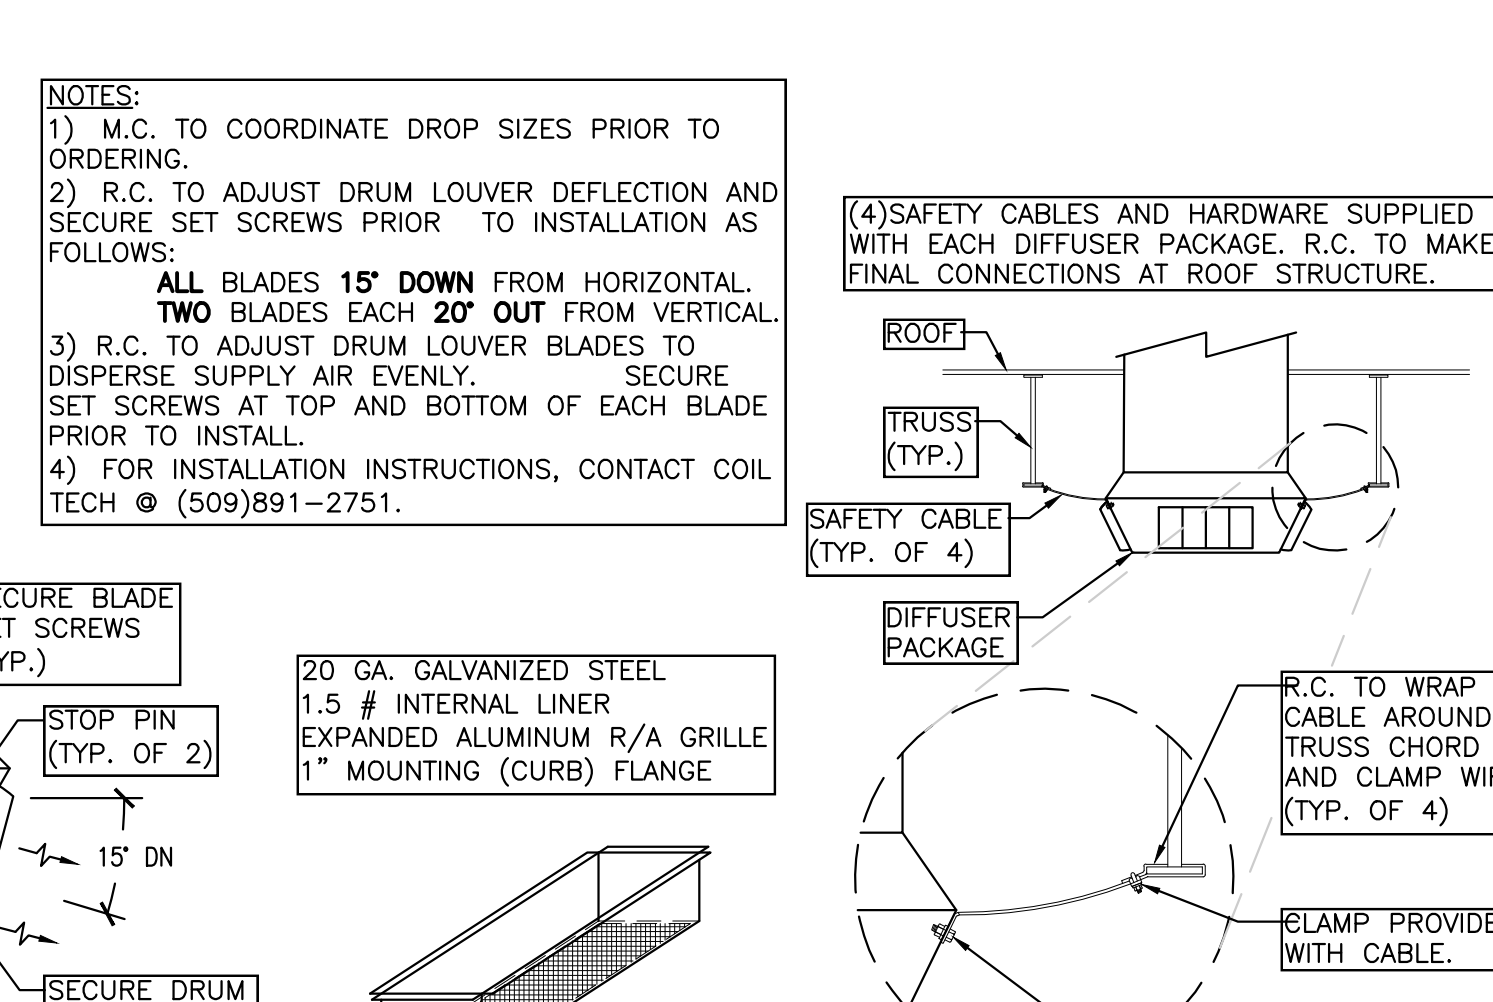 NOTES:
1) M.C. TO COORDINATE DROP SIZES PRIOR TO
ORDERING.
2) R.C. TO ADJUST DRUM LOUVER DEFLECTION AND
SECURE SET SCREWS PRIOR TO INSTALLATION AS
FOLLOWS:
ALL BLADES 15° DOWN FROM HORIZONTAL.
TWO BLADES EACH 20° OUT FROM VERTICAL.
3) R.C. TO ADJUST DRUM LOUVER BLADES TO
DISPERSE SUPPLY AIR EVENLY. SECURE
SET SCREWS AT TOP AND BOTTOM OF EACH BLADE
PRIOR TO INSTALL.
4) FOR INSTALLATION INSTRUCTIONS, CONTACT COIL
TECH @ (509)891-2751.
(4)SAFETY CABLES AND HARDWARE SUPPLIED
WITH EACH DIFFUSER PACKAGE. R.C. TO MAKE
FINAL CONNECTIONS AT ROOF STRUCTURE.
ROOF
TRUSS
(TYP.)
SAFETY CABLE
(TYP. OF 4)
DIFFUSER
PACKAGE
BLADE
SCREWS
STOP PIN
(TYP. OF 2)
15° DN
SECURE DRUM
20 GA. GALVANIZED STEEL
1.5 # INTERNAL LINER
EXPANDED ALUMINUM R/A GRILLE
1" MOUNTING (CURB) FLANGE
R.C. TO WRAP
CABLE AROUND
TRUSS CHORD
AND CLAMP
(TYP. OF 4)
CLAMP
WITH CABLE.